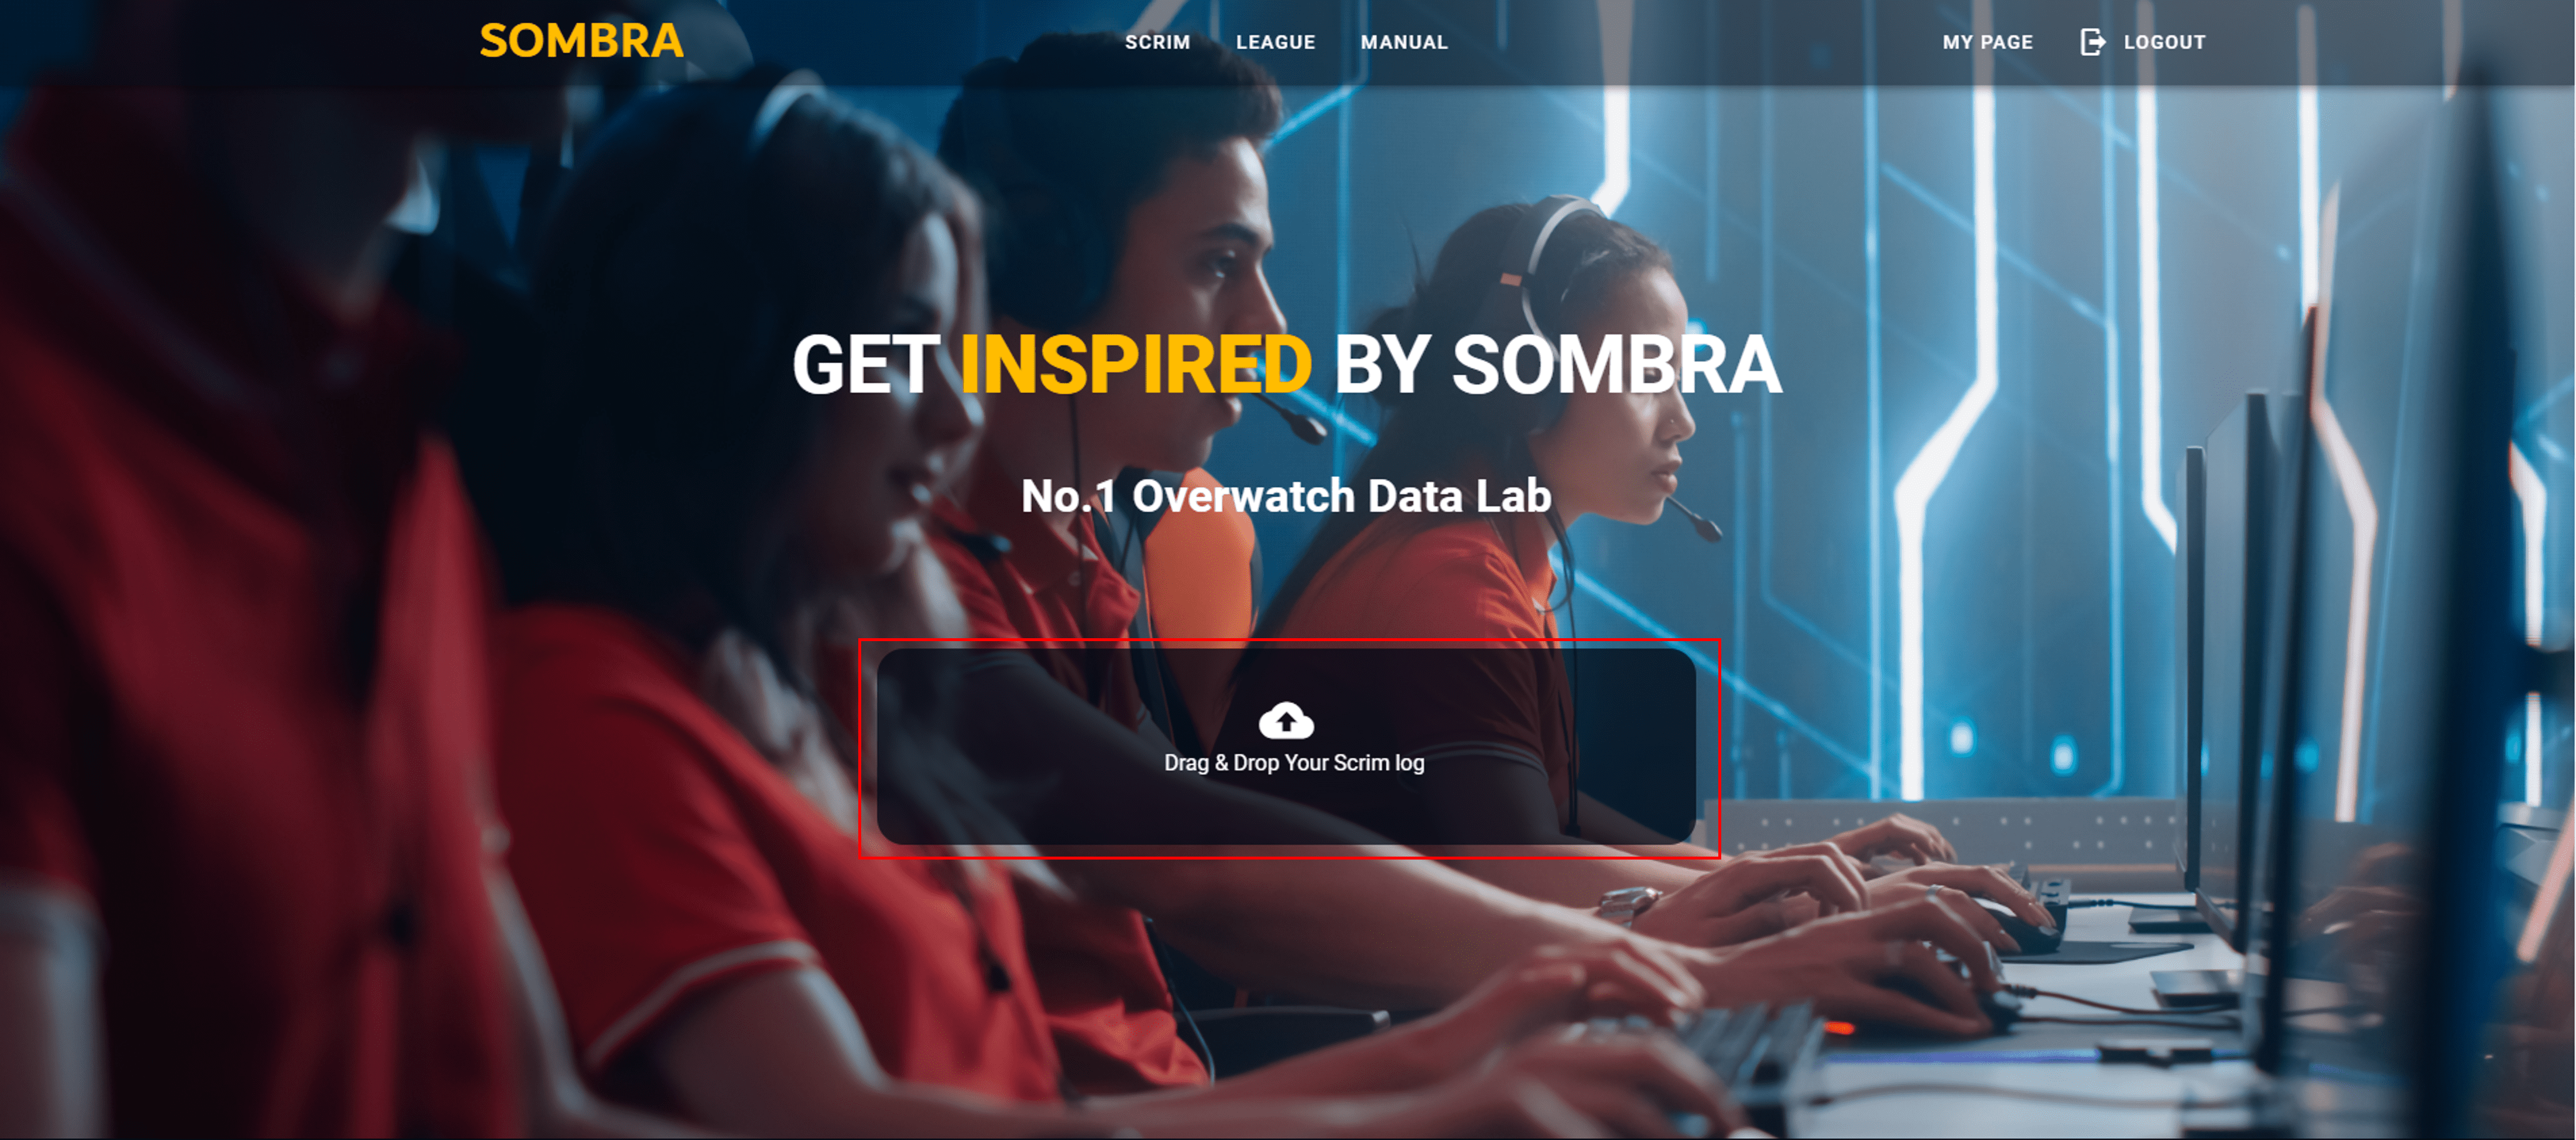 SOMBRA
SCRIM LEAGUE MANUAL
MY PAGE LOGOUT
GET INSPIRED BY SOMBRA
No.1 Overwatch Data Lab
Drag & Drop Your Scrim log